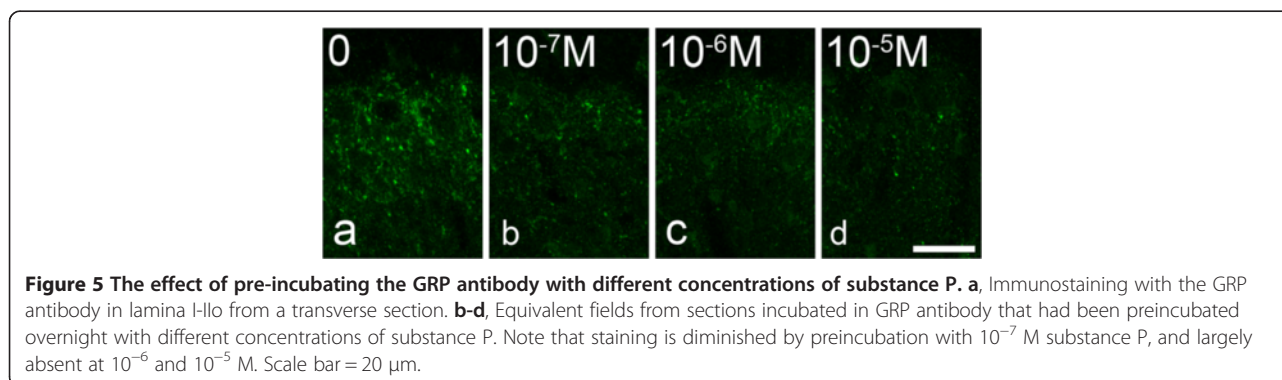 0 10⁻⁷M 10⁻⁶M 10⁻⁵M
a b c d
Figure 5 The effect of pre-incubating the GRP antibody with different concentrations of substance P. a, Immunostaining with the GRP
antibody in lamina I-IIo from a transverse section. b-d, Equivalent fields from sections incubated in GRP antibody that had been preincubated
overnight with different concentrations of substance P. Note that staining is diminished by preincubation with 10⁻⁷ M substance P, and largely
absent at 10⁻⁶ and 10⁻⁵ M. Scale bar = 20 μm.